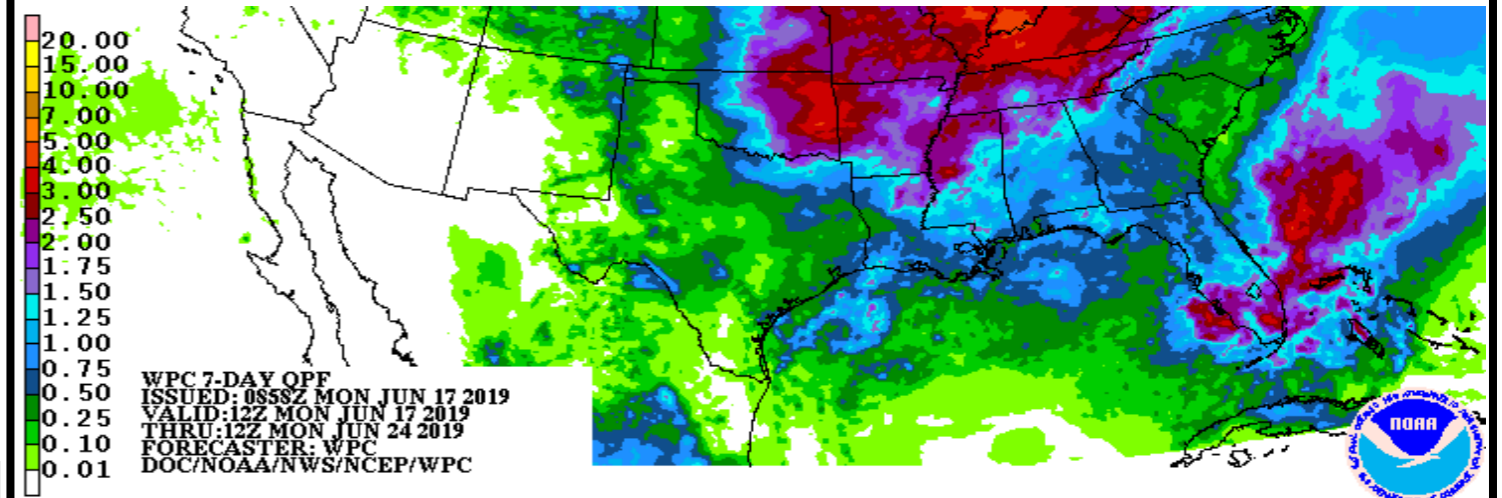 20.00
15.00
10.00
7.00
5.00
4.00
3.00
2.50
2.00
1.75
1.50
1.25
1.00
0.75
0.50
0.25
0.10
0.01
WPC 7-DAY QPF
ISSUED: 0858Z MON JUN 17 2019
VALID:12Z MON JUN 17 2019
THRU:12Z MON JUN 24 2019
FORECASTER: WPC
DOC/NOAA/NWS/NCEP/WPC
NOAA